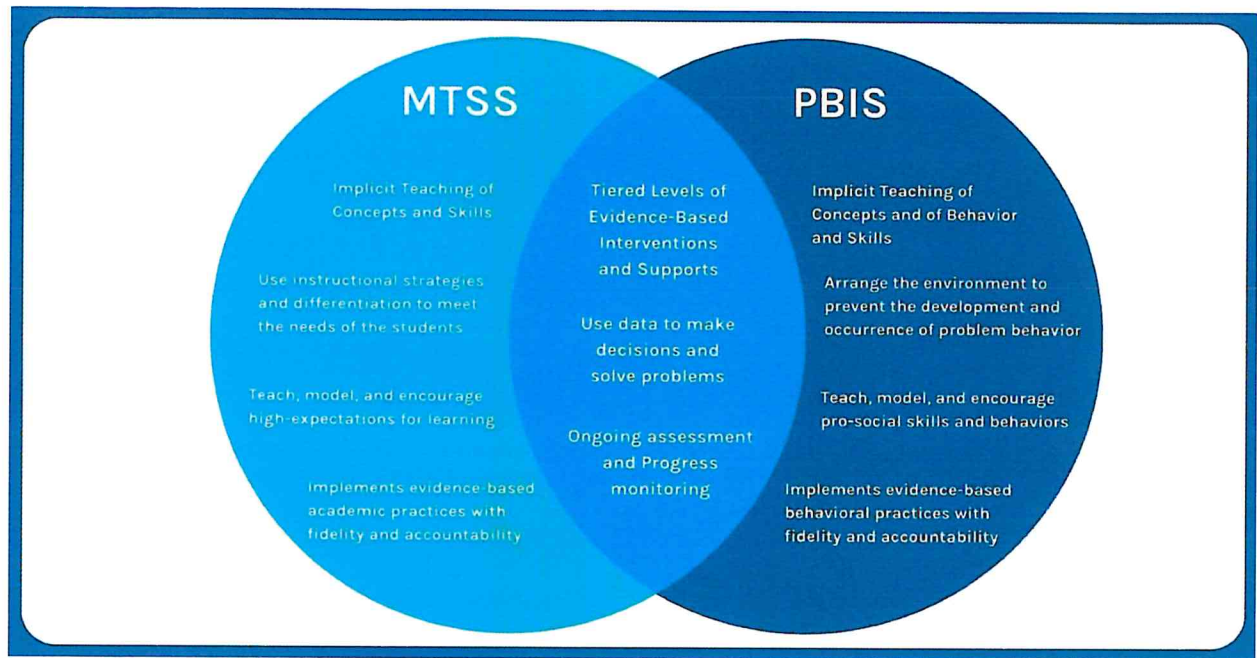 MTSS
Implicit Teaching of
Concepts and Skills
Use instructional strategies
and differentiation to meet
the needs of the students
Teach, model, and encourage
high-expectations for learning
Implements evidence-based
academic practices with
fidelity and accountability
Tiered Levels of
Evidence-Based
Interventions
and Supports
Use data to make
decisions and
solve problems
Ongoing assessment
and Progress
monitoring
PBIS
Implicit Teaching of
Concepts and of Behavior
and Skills
Arrange the environment to
prevent the development and
occurrence of problem behavior
Teach, model, and encourage
pro-social skills and behaviors
Implements evidence-based
behavioral practices with
fidelity and accountability